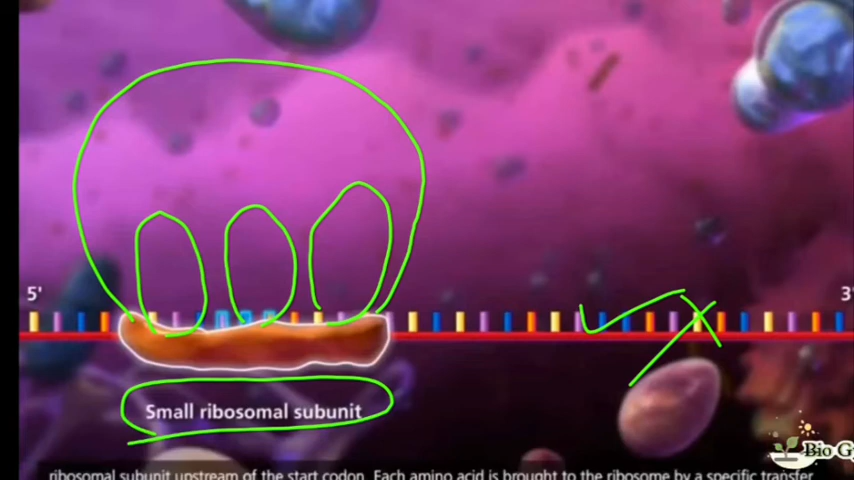 5'
3'
Small ribosomal subunit
Bio G
ribosomal subunit upstream of the start codon. Each amino acid is brought to the ribosome by a specific transfer